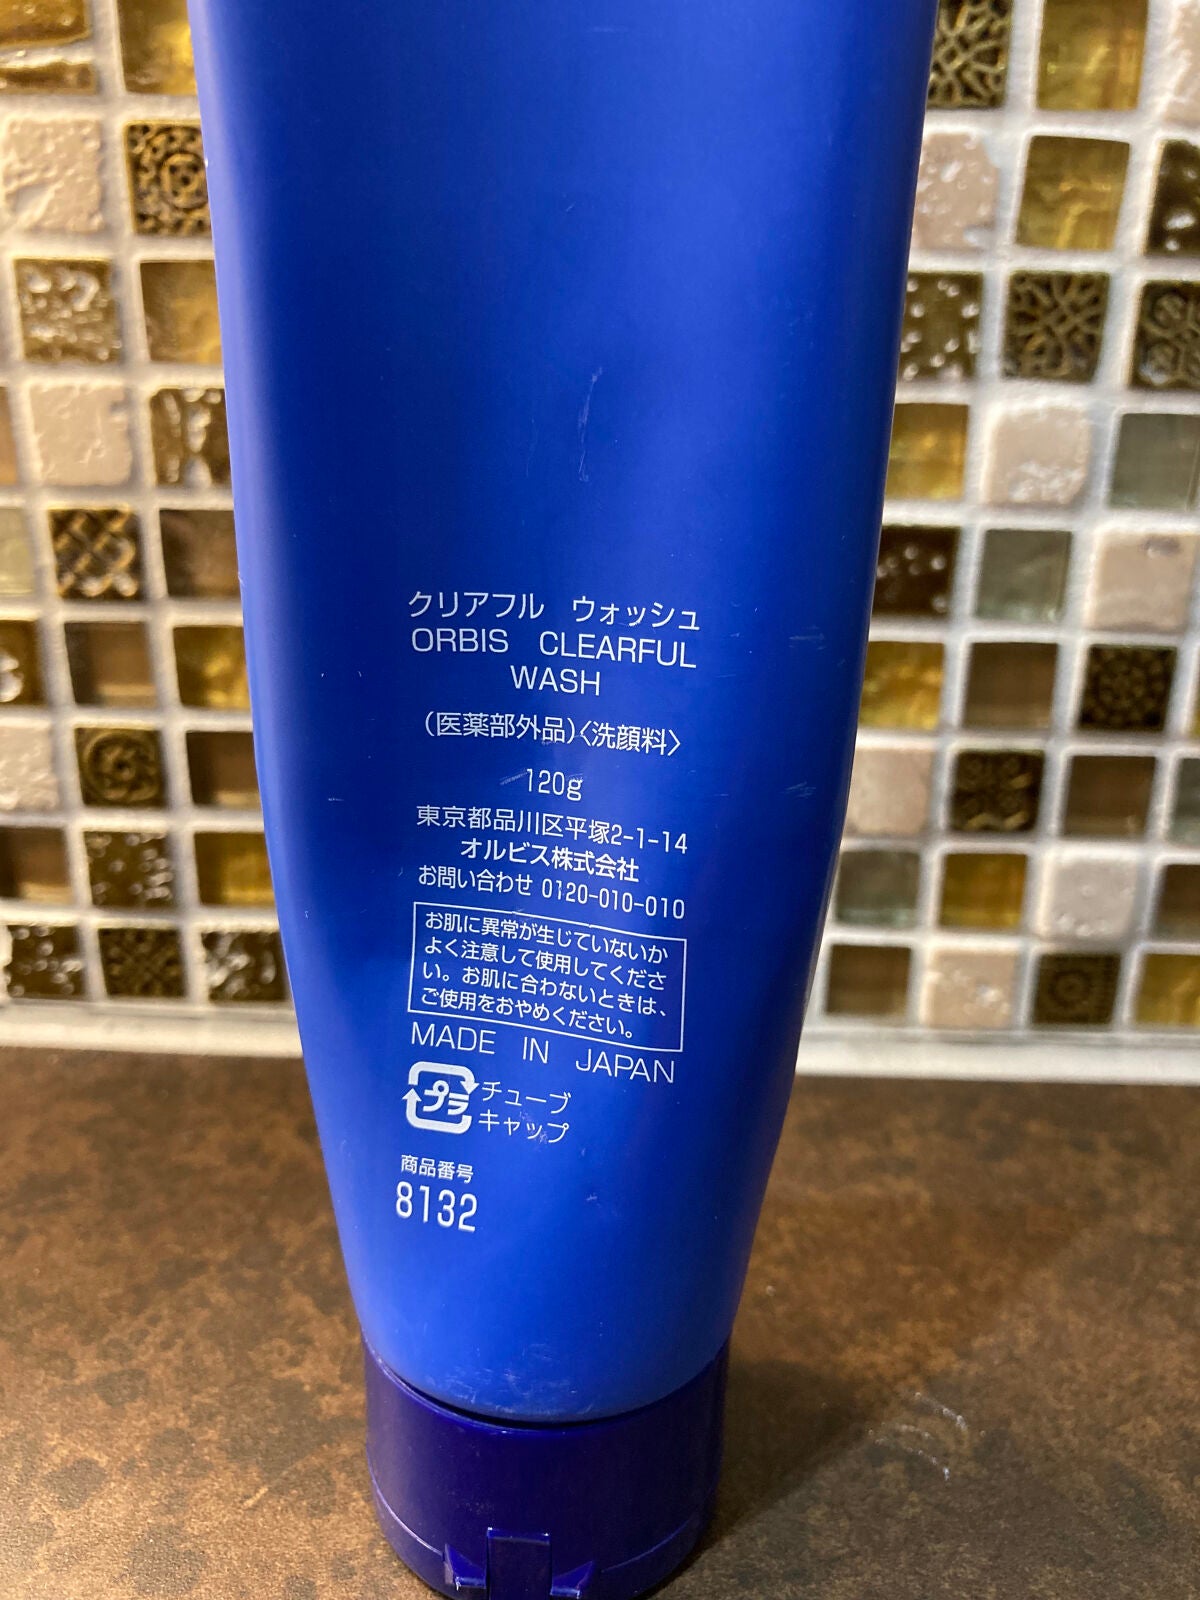 クリアフル ウォッシュ
ORBIS CLEARFUL
WASH
（医薬部外品）〈洗顔料〉
120g
東京都品川区平塚2-1-14
オルビス株式会社
お問い合わせ 0120-010-010
お肌に異常が生じていないか
よく注意して使用してくださ
い。お肌に合わないときは、
ご使用をおやめください。
MADE IN JAPAN
プラ チューブ
キャップ
商品番号
8132